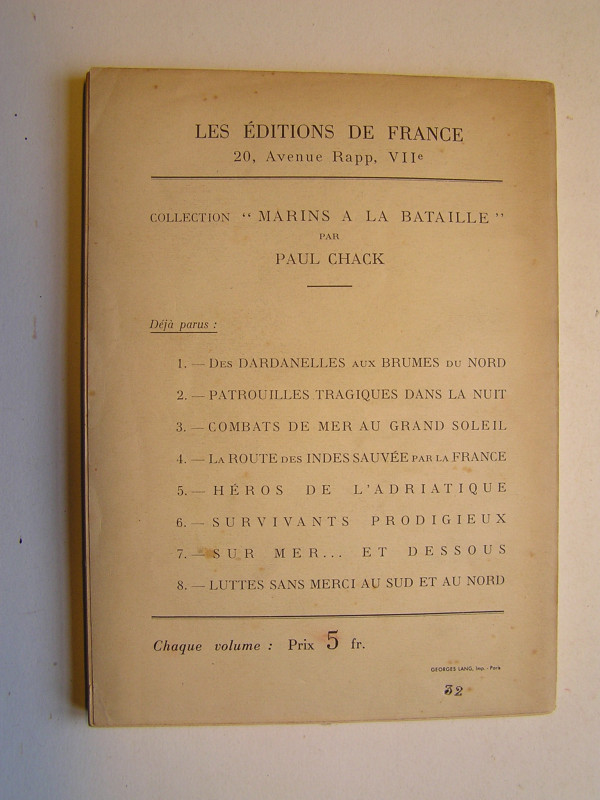 LES ÉDITIONS DE FRANCE
20, Avenue Rapp, VIIe
COLLECTION “ MARINS A LA BATAILLE ”
PAR
PAUL CHACK
Déjà parus :
1. — DES DARDANELLES AUX BRUMES DU NORD
2. — PATROUILLES TRAGIQUES DANS LA NUIT
3. — COMBATS DE MER AU GRAND SOLEIL
4. — LA ROUTE DES INDES SAUVÉE PAR LA FRANCE
5. — HÉROS DE L'ADRIATIQUE
6. — SURVIVANTS PRODIGIEUX
7. — SUR MER... ET DESSOUS
8. — LUTTES SANS MERCI AU SUD ET AU NORD
Chaque volume : Prix 5 fr.
GEORGES LANG, Imp. - Paris
32